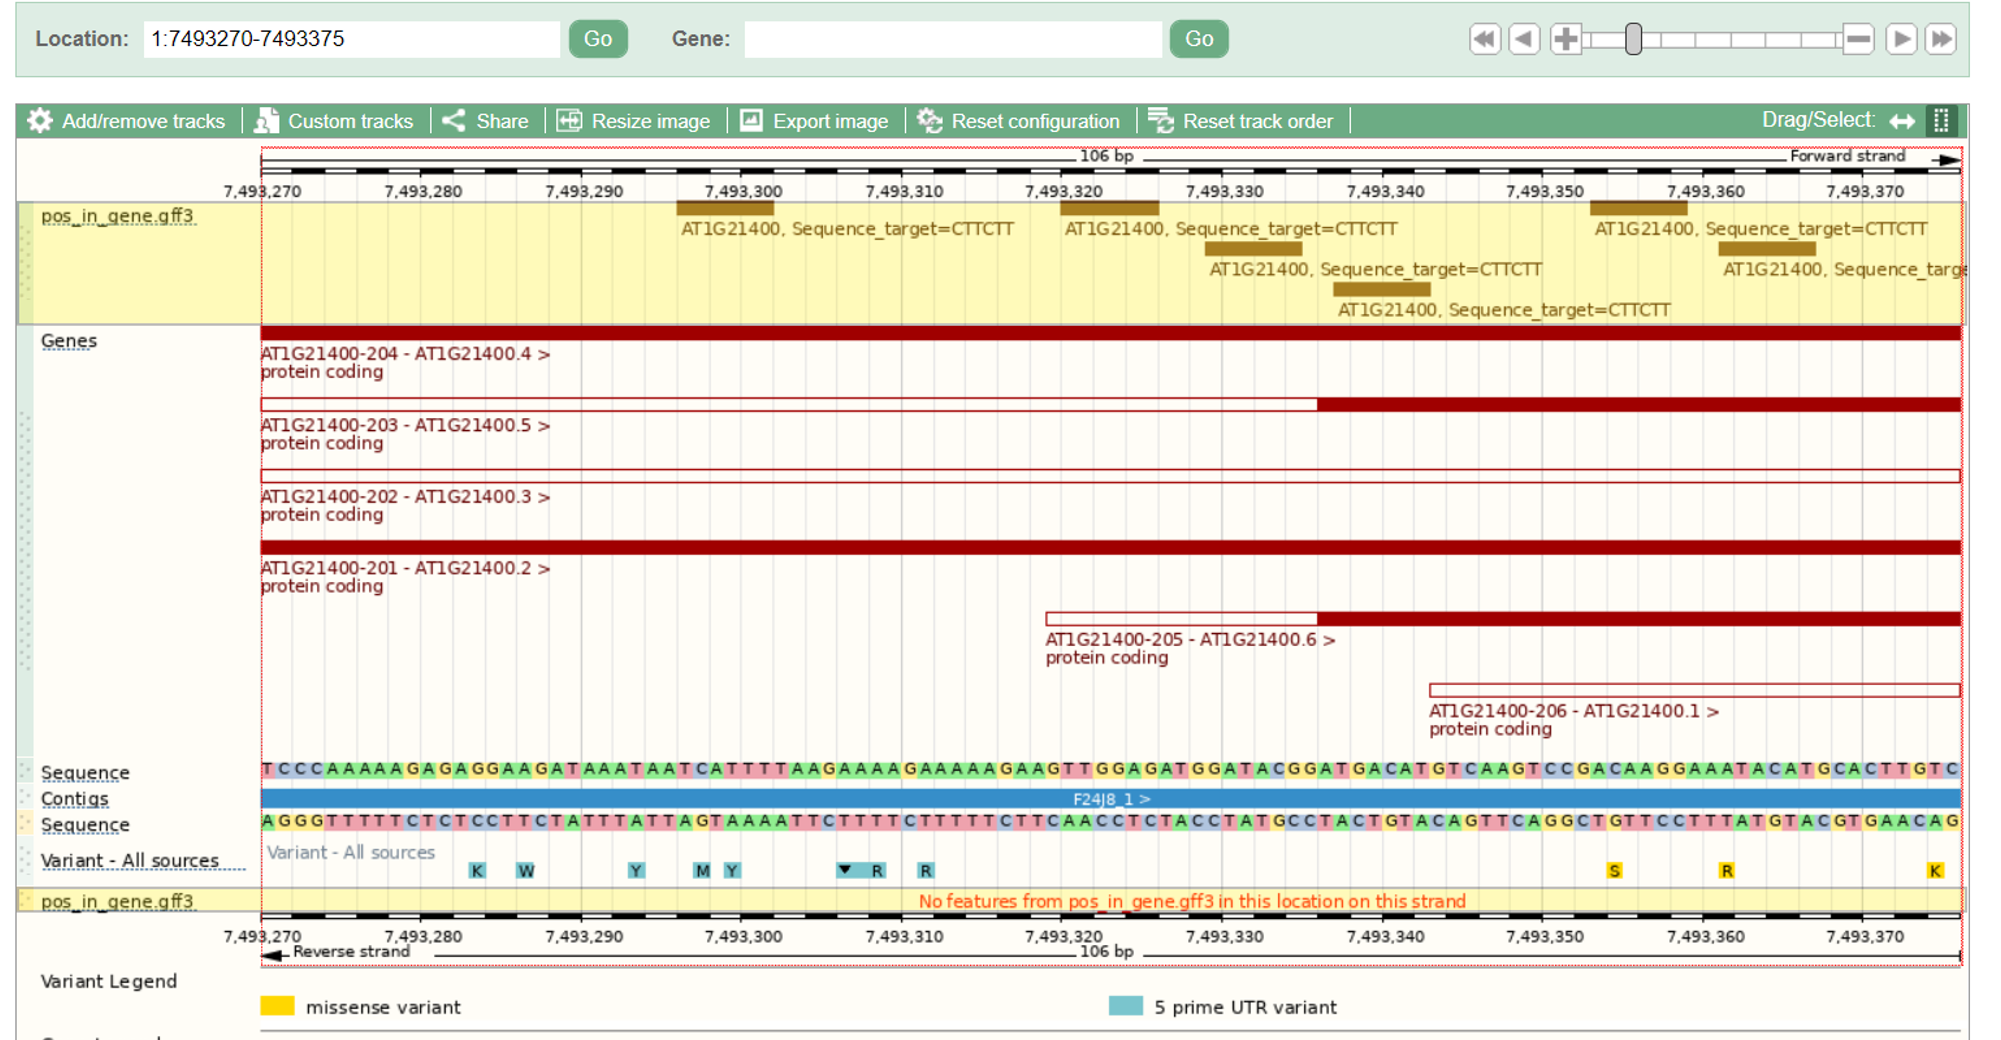 Location: 1:7493270-7493375 Go Gene: Go
Add/remove tracks Custom tracks Share Resize image Export image Reset configuration Reset track order Drag/Select:
106 bp Forward strand
7,493,270 7,493,280 7,493,290 7,493,300 7,493,310 7,493,320 7,493,330 7,493,340 7,493,350 7,493,360 7,493,370
pos_in_gene.gff3
AT1G21400, Sequence_target=CTTCTT AT1G21400, Sequence_target=CTTCTT AT1G21400, Sequence_target=CTTCTT
AT1G21400, Sequence_target=CTTCTT AT1G21400, Sequence_targe
AT1G21400, Sequence_target=CTTCTT
Genes
AT1G21400-204 - AT1G21400.4 >
protein coding
AT1G21400-203 - AT1G21400.5 >
protein coding
AT1G21400-202 - AT1G21400.3 >
protein coding
AT1G21400-201 - AT1G21400.2 >
protein coding
AT1G21400-205 - AT1G21400.6 >
protein coding
AT1G21400-206 - AT1G21400.1 >
protein coding
Sequence TCCCAAAAAGAGAGGAAGATAAATAATCATTTTAAGAAAAGAAAAAGAAGTTGGAGATGGATACGGATGACATGTCAAGTCCGACAAGGAAATACATGCACTTGTC
Contigs F24J8_1 >
Sequence AGGGTTTTTCTCTCCTTCTATTTATTAGTAAAATTCTTTTCTTTTTCTTCAACCTCTACCTATGCCTACTGTACAGTTCAGGCTGTTCCTTTATGTACGTGAACAG
Variant - All sources Variant - All sources
K W Y M Y R R S R K
pos_in_gene.gff3 No features from pos_in_gene.gff3 in this location on this strand
7,493,270 7,493,280 7,493,290 7,493,300 7,493,310 7,493,320 7,493,330 7,493,340 7,493,350 7,493,360 7,493,370
Reverse strand 106 bp
Variant Legend
missense variant 5 prime UTR variant